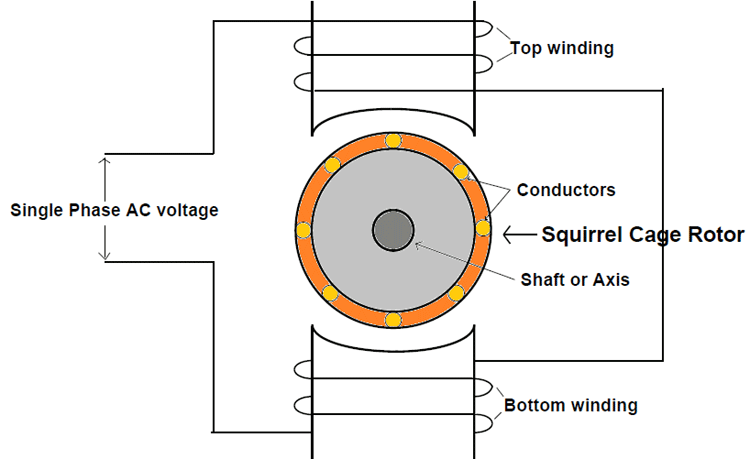 Top winding
Conductors
Single Phase AC voltage
Squirrel Cage Rotor
Shaft or Axis
Bottom winding